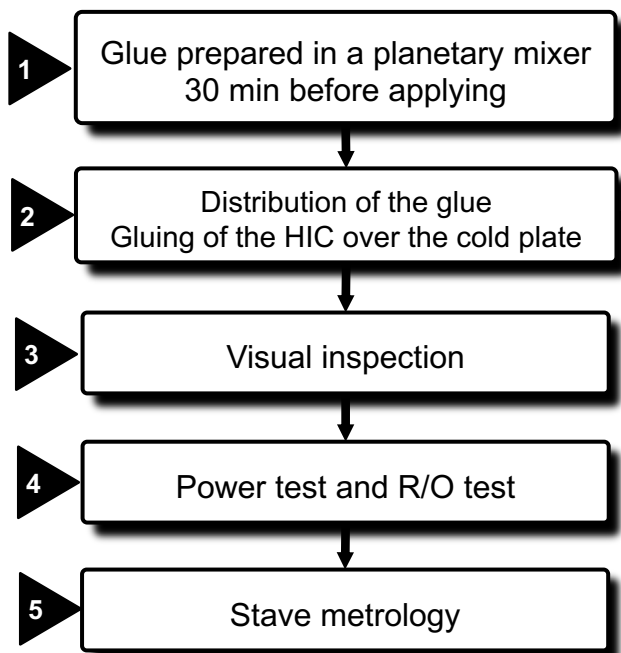 1
Glue prepared in a planetary mixer
30 min before applying
2
Distribution of the glue
Gluing of the HIC over the cold plate
3
Visual inspection
4
Power test and R/O test
5
Stave metrology